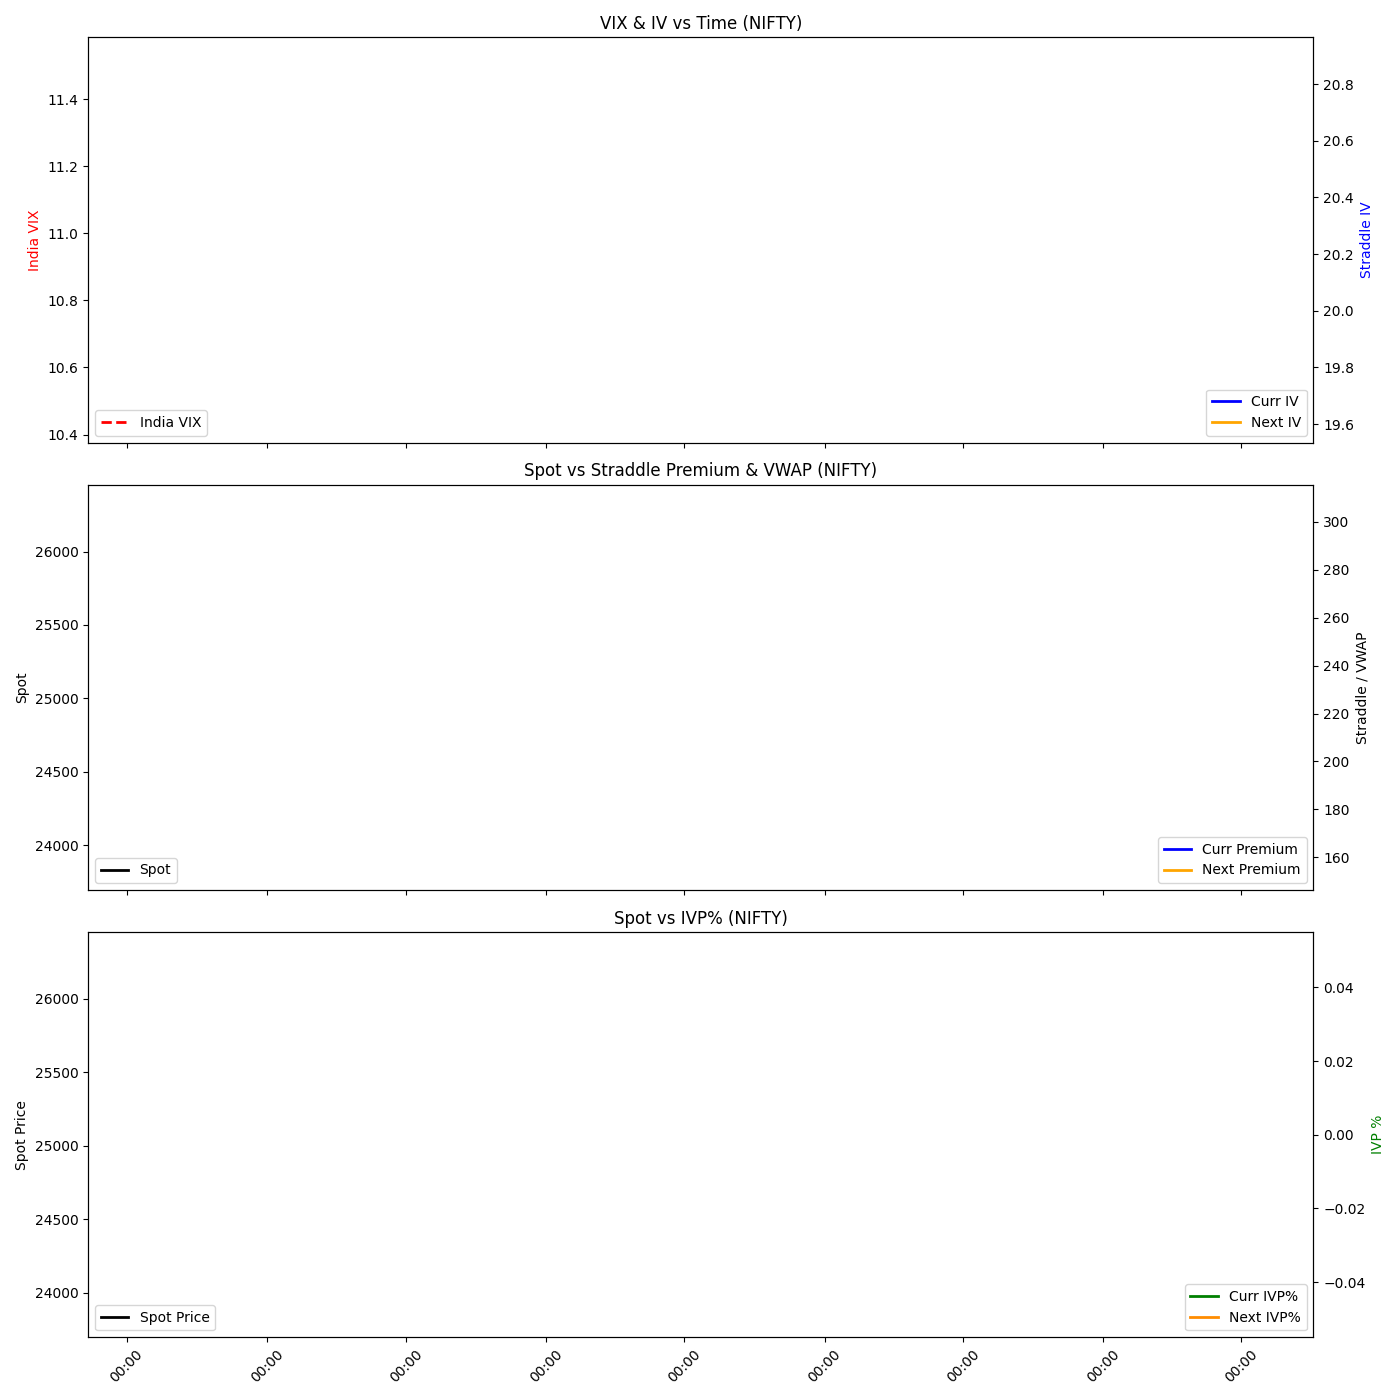 VIX & IV vs Time (NIFTY)
11.4
11.2
11.0
10.8
10.6
10.4
India VIX
20.8
20.6
20.4
20.2
20.0
19.8
19.6
Straddle IV
India VIX
Curr IV
Next IV
Spot vs Straddle Premium & VWAP (NIFTY)
26000
25500
25000
24500
24000
Spot
300
280
260
240
220
200
180
160
Straddle / VWAP
Spot
Curr Premium
Next Premium
Spot vs IVP% (NIFTY)
26000
25500
25000
24500
24000
Spot Price
0.04
0.02
0.00
−0.02
−0.04
IVP %
Spot Price
Curr IVP%
Next IVP%
00:00
00:00
00:00
00:00
00:00
00:00
00:00
00:00
00:00